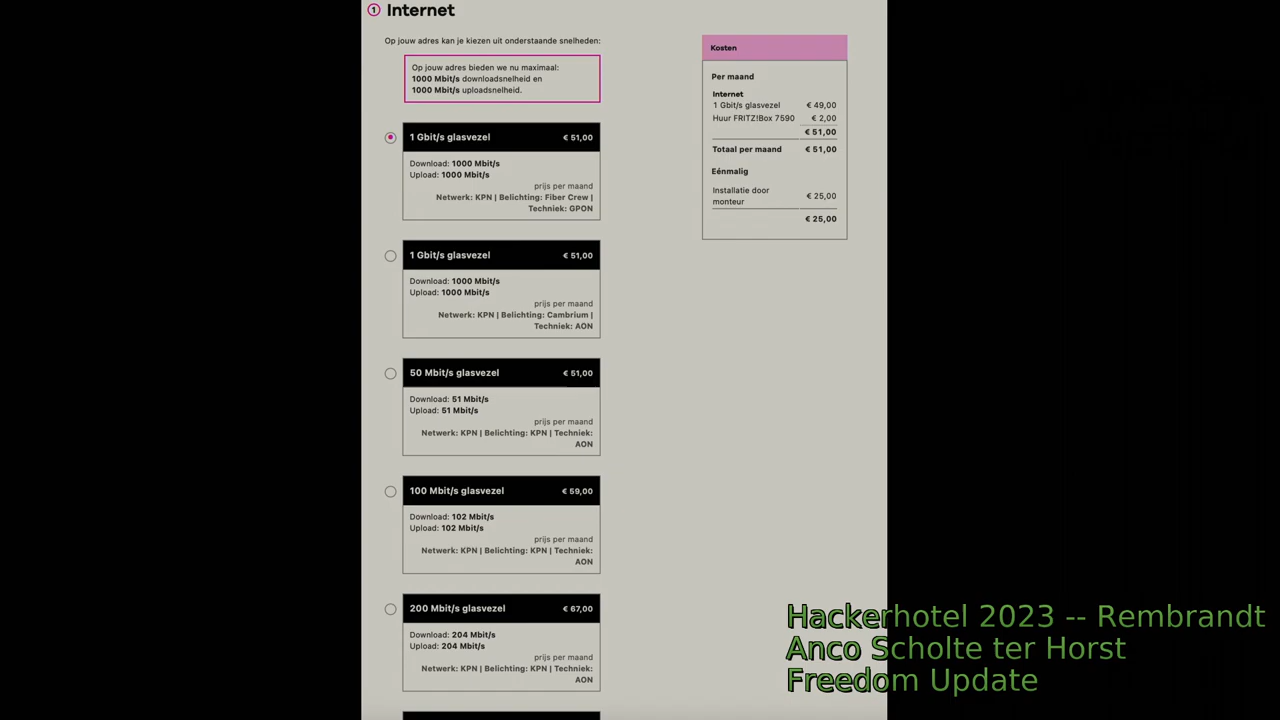 1 Internet
Op jouw adres kan je kiezen uit onderstaande snelheden:
Op jouw adres bieden we nu maximaal:
1000 Mbit/s downloadsnelheid en
1000 Mbit/s uploadsnelheid.
1 Gbit/s glasvezel € 51,00
Download: 1000 Mbit/s
Upload: 1000 Mbit/s
prijs per maand
Netwerk: KPN | Belichting: Fiber Crew |
Techniek: GPON
1 Gbit/s glasvezel € 51,00
Download: 1000 Mbit/s
Upload: 1000 Mbit/s
prijs per maand
Netwerk: KPN | Belichting: Cambrium |
Techniek: AON
50 Mbit/s glasvezel € 51,00
Download: 51 Mbit/s
Upload: 51 Mbit/s
prijs per maand
Netwerk: KPN | Belichting: KPN | Techniek:
AON
100 Mbit/s glasvezel € 59,00
Download: 102 Mbit/s
Upload: 102 Mbit/s
prijs per maand
Netwerk: KPN | Belichting: KPN | Techniek:
AON
200 Mbit/s glasvezel € 67,00
Download: 204 Mbit/s
Upload: 204 Mbit/s
prijs per maand
Netwerk: KPN | Belichting: KPN | Techniek:
AON
Kosten
Per maand
Internet
1 Gbit/s glasvezel € 49,00
Huur FRITZ!Box 7590 € 2,00
€ 51,00
Totaal per maand € 51,00
Eénmalig
Installatie door
monteur € 25,00
€ 25,00
Hackerhotel 2023 -- Rembrandt
Anco Scholte ter Horst
Freedom Update